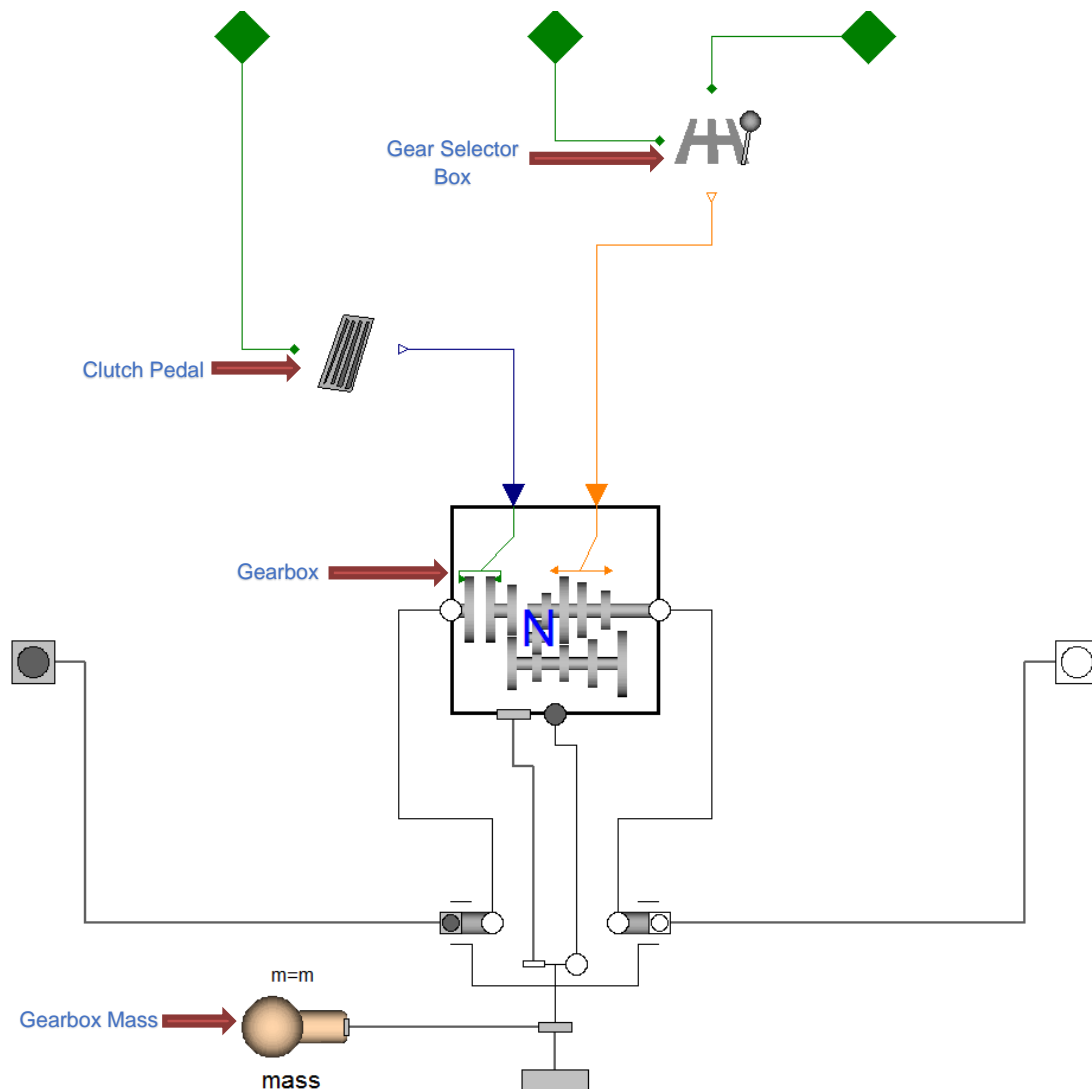 Gear Selector
Box
Clutch Pedal
Gearbox
N
m=m
Gearbox Mass
mass